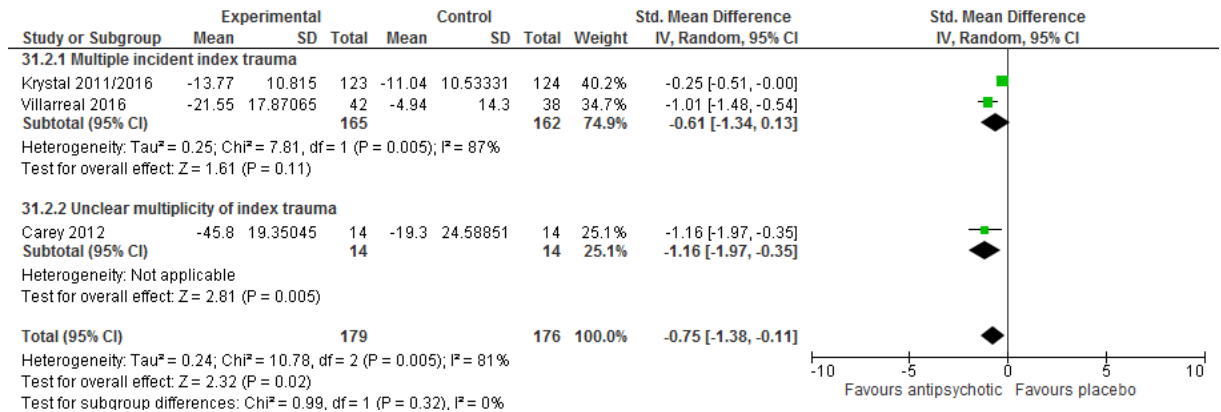 Experimental Control Std. Mean Difference Std. Mean Difference
Study or Subgroup Mean SD Total Mean SD Total Weight IV, Random, 95% CI IV, Random, 95% CI
31.2.1 Multiple incident index trauma
Krystal 2011/2016 -13.77 10.815 123 -11.04 10.53331 124 40.2% -0.25 [-0.51, -0.00]
Villarreal 2016 -21.55 17.87065 42 -4.94 14.3 38 34.7% -1.01 [-1.48, -0.54]
Subtotal (95% CI) 165 162 74.9% -0.61 [-1.34, 0.13]
Heterogeneity: Tau² = 0.25; Chi² = 7.81, df = 1 (P = 0.005); I² = 87%
Test for overall effect: Z = 1.61 (P = 0.11)
31.2.2 Unclear multiplicity of index trauma
Carey 2012 -45.8 19.35045 14 -19.3 24.58851 14 25.1% -1.16 [-1.97, -0.35]
Subtotal (95% CI) 14 14 25.1% -1.16 [-1.97, -0.35]
Heterogeneity: Not applicable
Test for overall effect: Z = 2.81 (P = 0.005)
Total (95% CI) 179 176 100.0% -0.75 [-1.38, -0.11]
Heterogeneity: Tau² = 0.24; Chi² = 10.78, df = 2 (P = 0.005); I² = 81%
Test for overall effect: Z = 2.32 (P = 0.02)
Test for subgroup differences: Chi² = 0.99, df = 1 (P = 0.32), I² = 0%
-10 -5 0 5 10
Favours antipsychotic Favours placebo